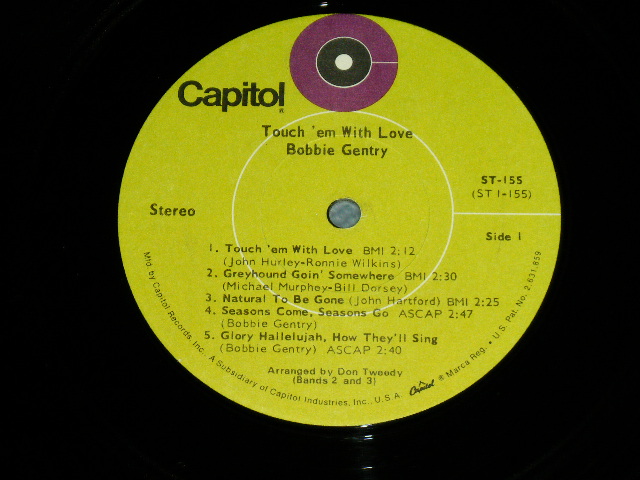 Capitol®
Touch 'em With Love
Bobbie Gentry
ST-155
(ST 1-155)
Stereo
Side 1
1. Touch 'em With Love BMI 2:12
(John Hurley-Ronnie Wilkins)
2. Greyhound Goin' Somewhere BMI 2:30
(Michael Murphey-Bill Dorsey)
3. Natural To Be Gone (John Hartford) BMI 2:25
4. Seasons Come, Seasons Go ASCAP 2:47
(Bobbie Gentry)
5. Glory Hallelujah, How They'll Sing
(Bobbie Gentry) ASCAP 2:40
Arranged by Don Tweedy
(Bands 2 and 3)
Mfd by Capitol Records, Inc., A Subsidiary of Capitol Industries, Inc., U.S.A. Capitol ® Marca Reg. • U.S. Pat. No. 2,631,859